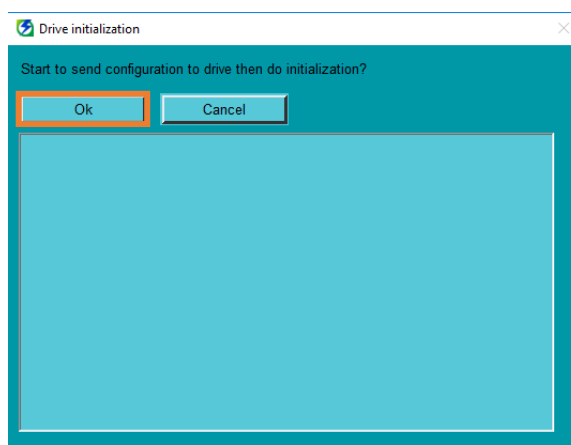 Drive initialization
Start to send configuration to drive then do initialization?
Ok
Cancel